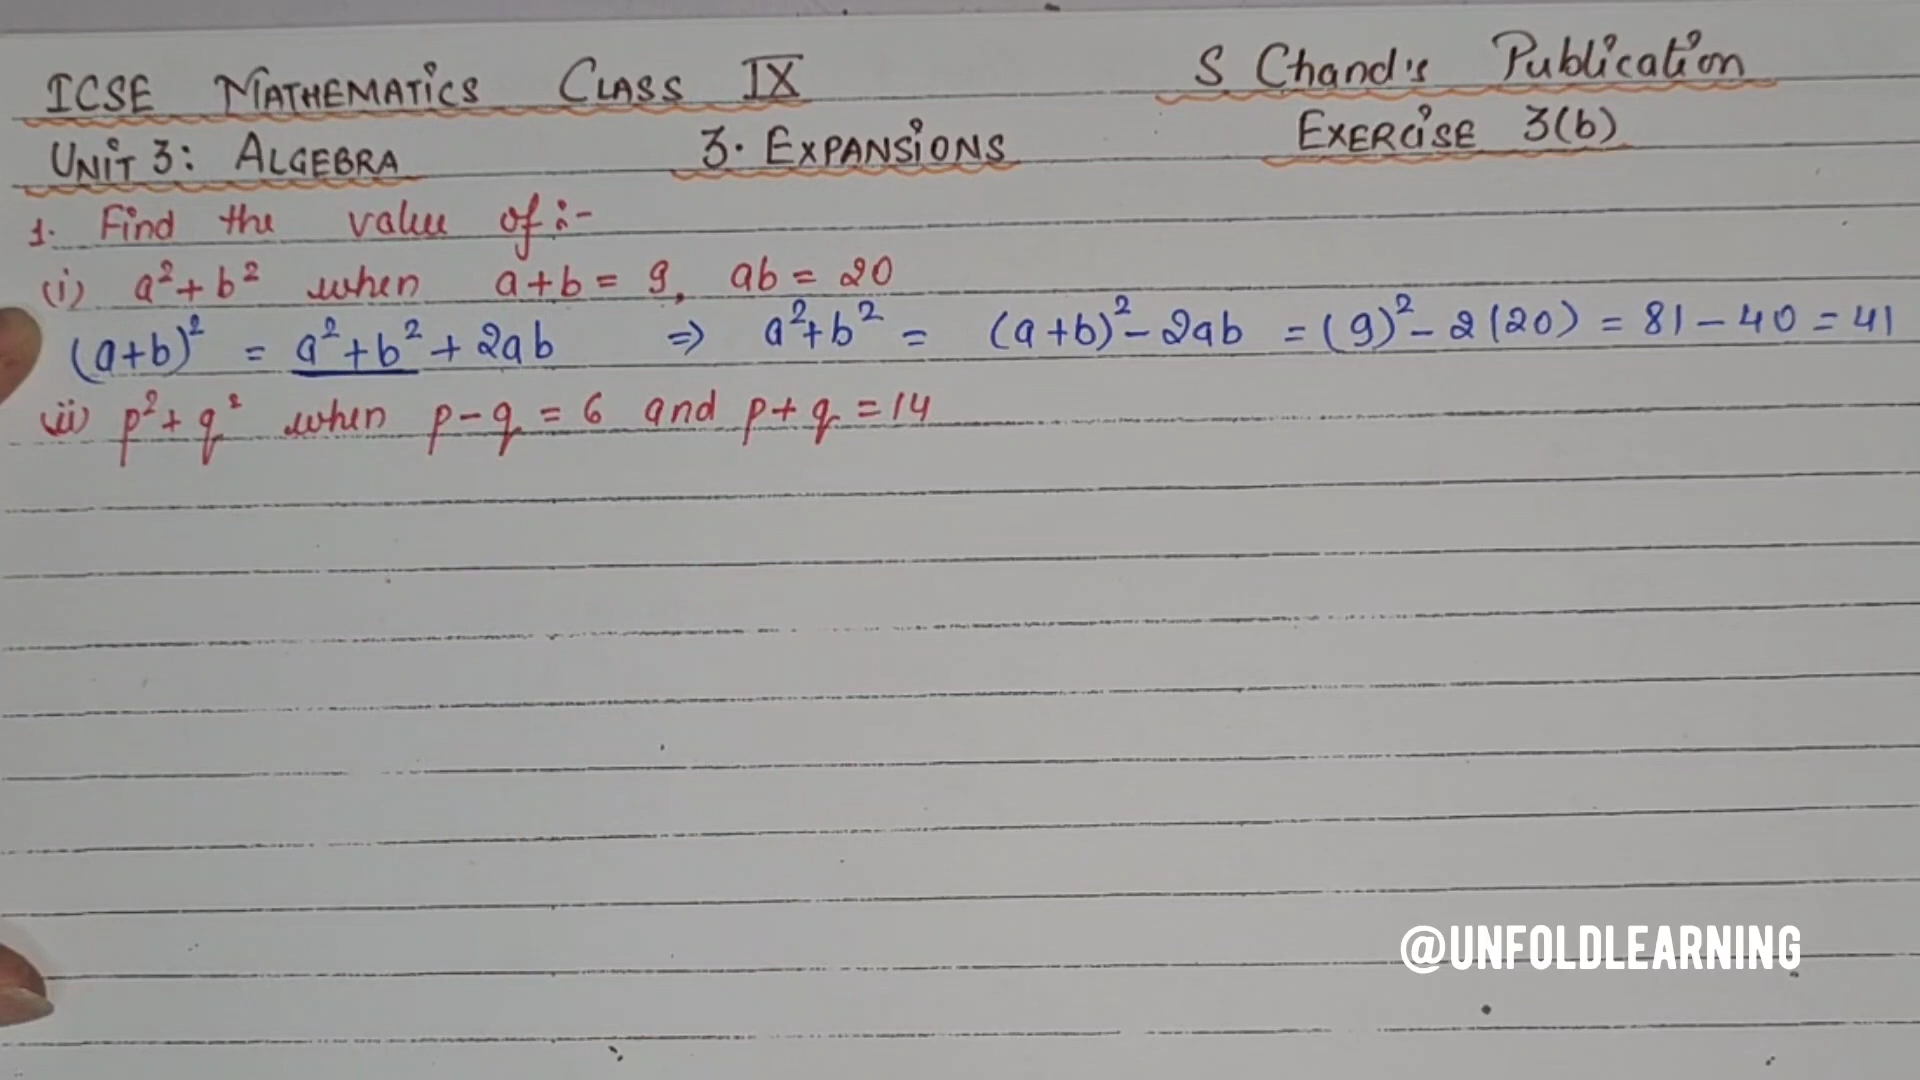 ICSE MATHEMATICS CLASS IX S Chand's Publication
UNIT 3: ALGEBRA 3. EXPANSIONS EXERCISE 3(b)
1. Find the value of :-
(i) a²+b² when a+b = 9, ab = 20
(a+b)² = a²+b²+2ab ⇒ a²+b² = (a+b)²-2ab = (9)²-2(20) = 81-40 = 41
(ii) p²+q² when p-q = 6 and p+q = 14
@UNFOLDLEARNING